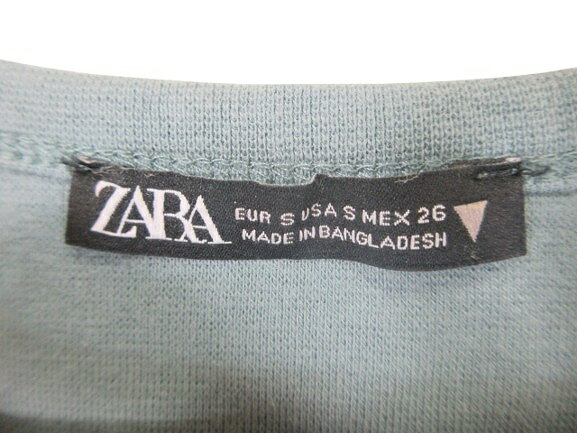 ZARA
EUR S USA S MEX 26
MADE IN BANGLADESH